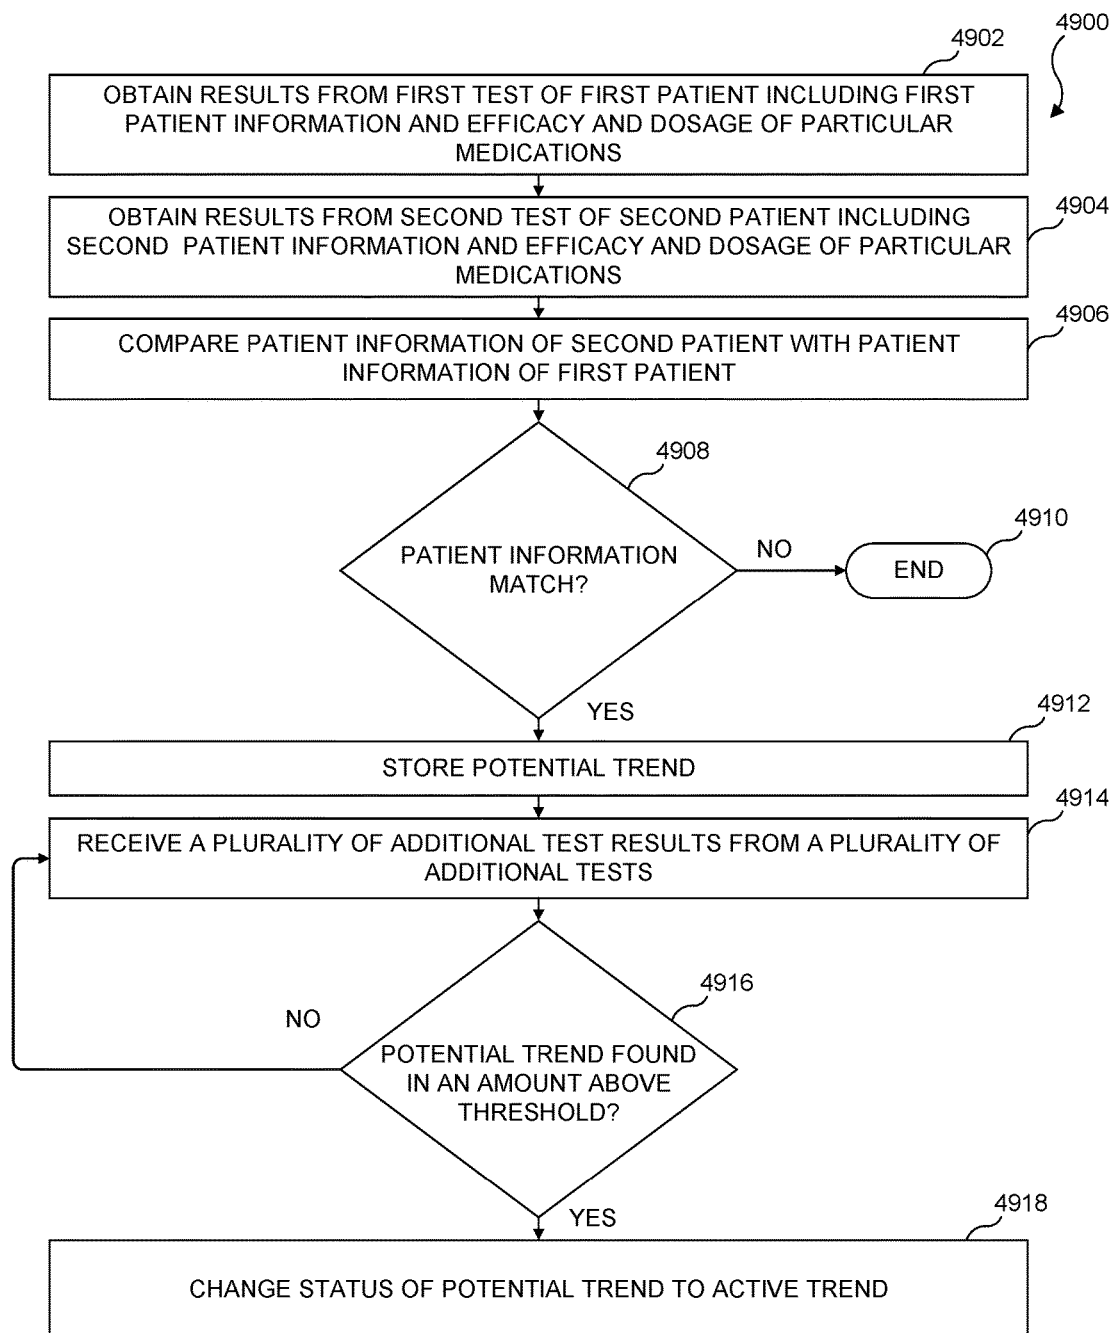 4900
4902
OBTAIN RESULTS FROM FIRST TEST OF FIRST PATIENT INCLUDING FIRST
PATIENT INFORMATION AND EFFICACY AND DOSAGE OF PARTICULAR
MEDICATIONS
4904
OBTAIN RESULTS FROM SECOND TEST OF SECOND PATIENT INCLUDING
SECOND PATIENT INFORMATION AND EFFICACY AND DOSAGE OF PARTICULAR
MEDICATIONS
4906
COMPARE PATIENT INFORMATION OF SECOND PATIENT WITH PATIENT
INFORMATION OF FIRST PATIENT
4908
PATIENT INFORMATION
MATCH?
NO
4910
END
YES
4912
STORE POTENTIAL TREND
4914
RECEIVE A PLURALITY OF ADDITIONAL TEST RESULTS FROM A PLURALITY OF
ADDITIONAL TESTS
4916
NO
POTENTIAL TREND FOUND
IN AN AMOUNT ABOVE
THRESHOLD?
YES
4918
CHANGE STATUS OF POTENTIAL TREND TO ACTIVE TREND